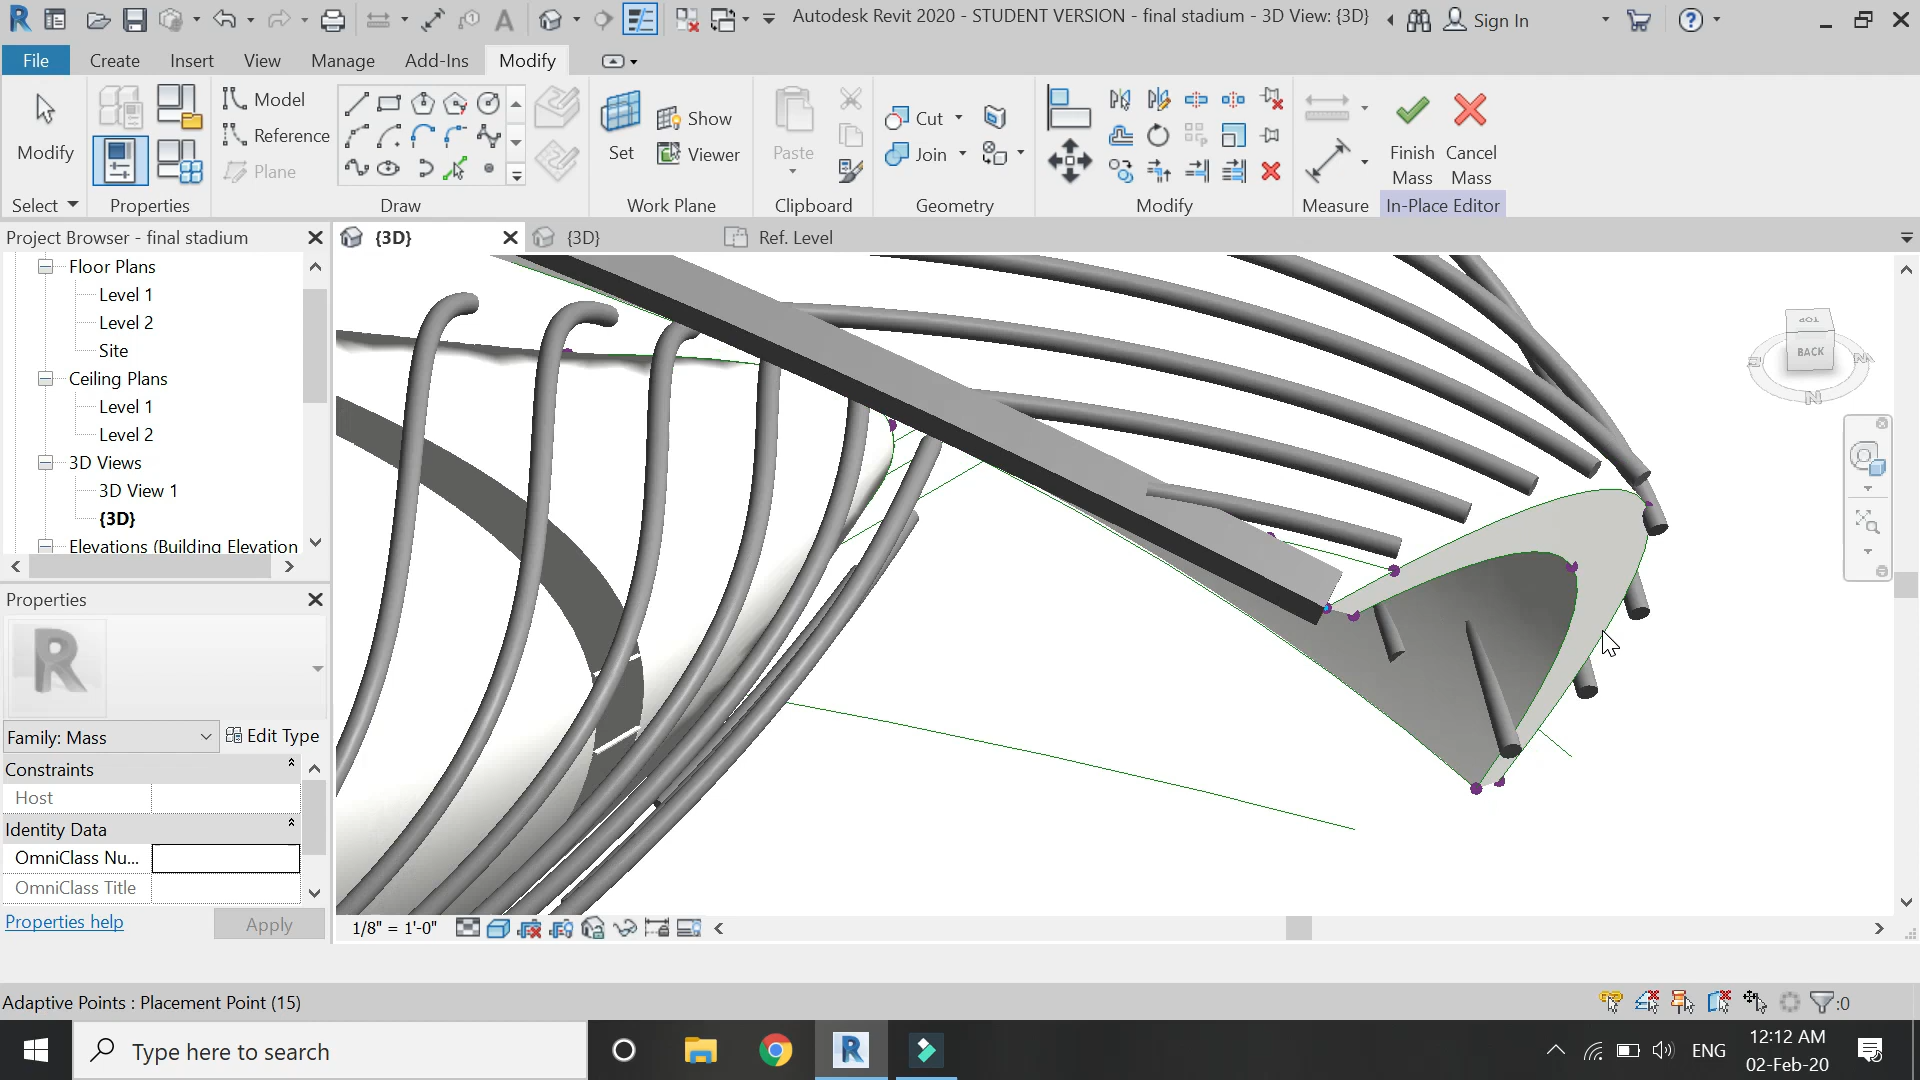 Autodesk Revit 2020 - STUDENT VERSION - final stadium - 3D View: {3D}
Sign In
File
Create
Insert
View
Manage
Add-Ins
Modify
Modify
Select
Properties
Model
Reference
Plane
Draw
Set
Show
Viewer
Work Plane
Paste
Clipboard
Cut
Join
Geometry
Modify
Measure
Finish Mass
Cancel Mass
In-Place Editor
Project Browser - final stadium
{3D}
{3D}
Ref. Level
Floor Plans
Level 1
Level 2
Site
Ceiling Plans
Level 1
Level 2
3D Views
3D View 1
{3D}
Elevations (Building Elevation
TOP
BACK
N
Properties
R
Family: Mass
Edit Type
Constraints
Host
Identity Data
OmniClass Nu...
OmniClass Title
Properties help
Apply
1/8" = 1'-0"
Adaptive Points : Placement Point (15)
:0
Type here to search
ENG
12:12 AM
02-Feb-20